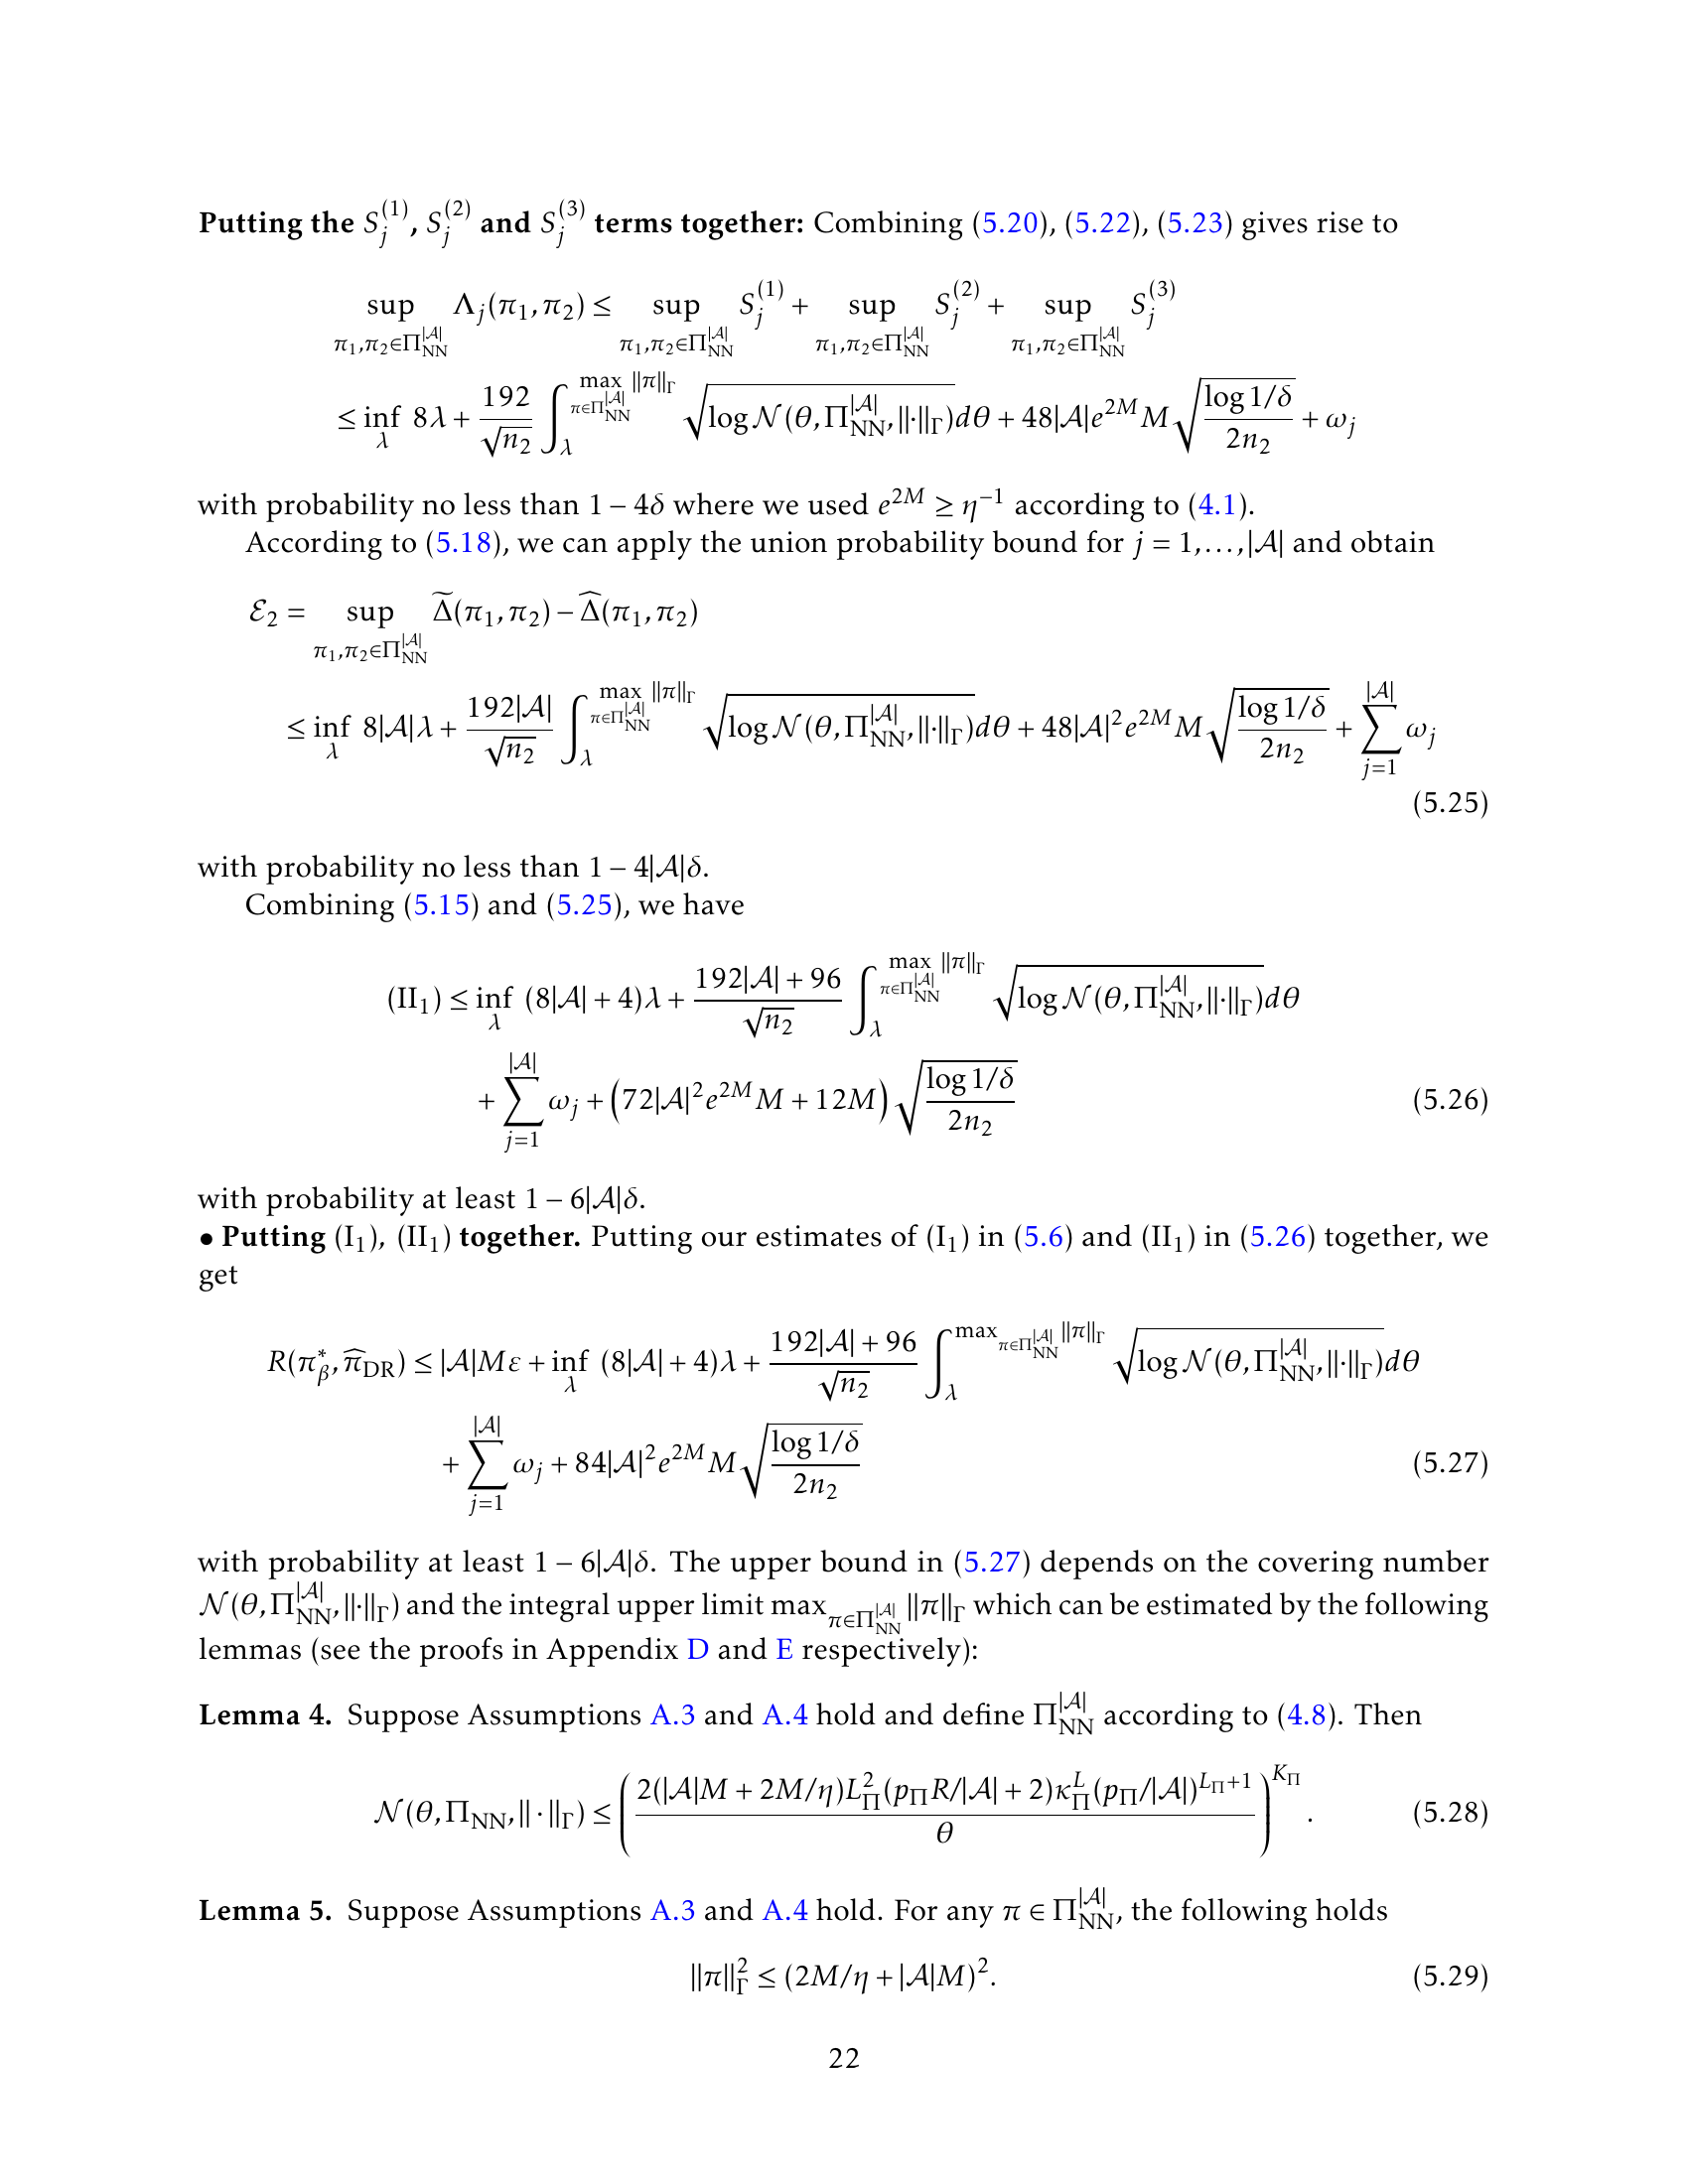 **Putting the** $S_j^{(1)}$**,** $S_j^{(2)}$ **and** $S_j^{(3)}$ **terms together:** Combining (5.20), (5.22), (5.23) gives rise to
$$\sup_{\pi_1,\pi_2\in\Pi_{\mathrm{NN}}^{|\mathcal{A}|}} \Lambda_j(\pi_1,\pi_2) \leq \sup_{\pi_1,\pi_2\in\Pi_{\mathrm{NN}}^{|\mathcal{A}|}} S_j^{(1)} + \sup_{\pi_1,\pi_2\in\Pi_{\mathrm{NN}}^{|\mathcal{A}|}} S_j^{(2)} + \sup_{\pi_1,\pi_2\in\Pi_{\mathrm{NN}}^{|\mathcal{A}|}} S_j^{(3)}$$
$$\leq \inf_{\lambda} 8\lambda + \frac{192}{\sqrt{n_2}} \int_{\lambda}^{\max_{\pi\in\Pi_{\mathrm{NN}}^{|\mathcal{A}|}} \|\pi\|_\Gamma} \sqrt{\log \mathcal{N}(\theta,\Pi_{\mathrm{NN}}^{|\mathcal{A}|},\|\cdot\|_\Gamma)} d\theta + 48|\mathcal{A}|e^{2M}M\sqrt{\frac{\log 1/\delta}{2n_2}} + \omega_j$$
with probability no less than $1-4\delta$ where we used $e^{2M} \geq \eta^{-1}$ according to (4.1).
According to (5.18), we can apply the union probability bound for $j = 1,\ldots,|\mathcal{A}|$ and obtain
$$\mathcal{E}_2 = \sup_{\pi_1,\pi_2\in\Pi_{\mathrm{NN}}^{|\mathcal{A}|}} \widetilde{\Delta}(\pi_1,\pi_2) - \widehat{\Delta}(\pi_1,\pi_2)$$
$$\leq \inf_{\lambda} 8|\mathcal{A}|\lambda + \frac{192|\mathcal{A}|}{\sqrt{n_2}} \int_{\lambda}^{\max_{\pi\in\Pi_{\mathrm{NN}}^{|\mathcal{A}|}} \|\pi\|_\Gamma} \sqrt{\log \mathcal{N}(\theta,\Pi_{\mathrm{NN}}^{|\mathcal{A}|},\|\cdot\|_\Gamma)} d\theta + 48|\mathcal{A}|^2e^{2M}M\sqrt{\frac{\log 1/\delta}{2n_2}} + \sum_{j=1}^{|\mathcal{A}|} \omega_j$$
(5.25)
with probability no less than $1-4|\mathcal{A}|\delta$.
Combining (5.15) and (5.25), we have
$$(\mathrm{II}_1) \leq \inf_{\lambda} (8|\mathcal{A}|+4)\lambda + \frac{192|\mathcal{A}|+96}{\sqrt{n_2}} \int_{\lambda}^{\max_{\pi\in\Pi_{\mathrm{NN}}^{|\mathcal{A}|}} \|\pi\|_\Gamma} \sqrt{\log \mathcal{N}(\theta,\Pi_{\mathrm{NN}}^{|\mathcal{A}|},\|\cdot\|_\Gamma)} d\theta$$
$$+ \sum_{j=1}^{|\mathcal{A}|} \omega_j + \left(72|\mathcal{A}|^2e^{2M}M + 12M\right)\sqrt{\frac{\log 1/\delta}{2n_2}} \quad (5.26)$$
with probability at least $1-6|\mathcal{A}|\delta$.
• **Putting** $(\mathrm{I}_1)$, $(\mathrm{II}_1)$ **together.** Putting our estimates of $(\mathrm{I}_1)$ in (5.6) and $(\mathrm{II}_1)$ in (5.26) together, we
get
$$R(\pi_\beta^*,\widehat{\pi}_{\mathrm{DR}}) \leq |\mathcal{A}|M\varepsilon + \inf_{\lambda} (8|\mathcal{A}|+4)\lambda + \frac{192|\mathcal{A}|+96}{\sqrt{n_2}} \int_{\lambda}^{\max_{\pi\in\Pi_{\mathrm{NN}}^{|\mathcal{A}|}} \|\pi\|_\Gamma} \sqrt{\log \mathcal{N}(\theta,\Pi_{\mathrm{NN}}^{|\mathcal{A}|},\|\cdot\|_\Gamma)} d\theta$$
$$+ \sum_{j=1}^{|\mathcal{A}|} \omega_j + 84|\mathcal{A}|^2e^{2M}M\sqrt{\frac{\log 1/\delta}{2n_2}} \quad (5.27)$$
with probability at least $1-6|\mathcal{A}|\delta$. The upper bound in (5.27) depends on the covering number
$\mathcal{N}(\theta,\Pi_{\mathrm{NN}}^{|\mathcal{A}|},\|\cdot\|_\Gamma)$ and the integral upper limit $\max_{\pi\in\Pi_{\mathrm{NN}}^{|\mathcal{A}|}} \|\pi\|_\Gamma$ which can be estimated by the following
lemmas (see the proofs in Appendix D and E respectively):
**Lemma 4.** Suppose Assumptions A.3 and A.4 hold and define $\Pi_{\mathrm{NN}}^{|\mathcal{A}|}$ according to (4.8). Then
$$\mathcal{N}(\theta,\Pi_{\mathrm{NN}},\|\cdot\|_\Gamma) \leq \left(\frac{2(|\mathcal{A}|M+2M/\eta)L_\Pi^2(p_\Pi R/|\mathcal{A}|+2)\kappa_\Pi^L(p_\Pi/|\mathcal{A}|)^{L_\Pi+1}}{\theta}\right)^{K_\Pi}. \quad (5.28)$$
**Lemma 5.** Suppose Assumptions A.3 and A.4 hold. For any $\pi \in \Pi_{\mathrm{NN}}^{|\mathcal{A}|}$, the following holds
$$\|\pi\|_\Gamma^2 \leq (2M/\eta + |\mathcal{A}|M)^2. \quad (5.29)$$
22